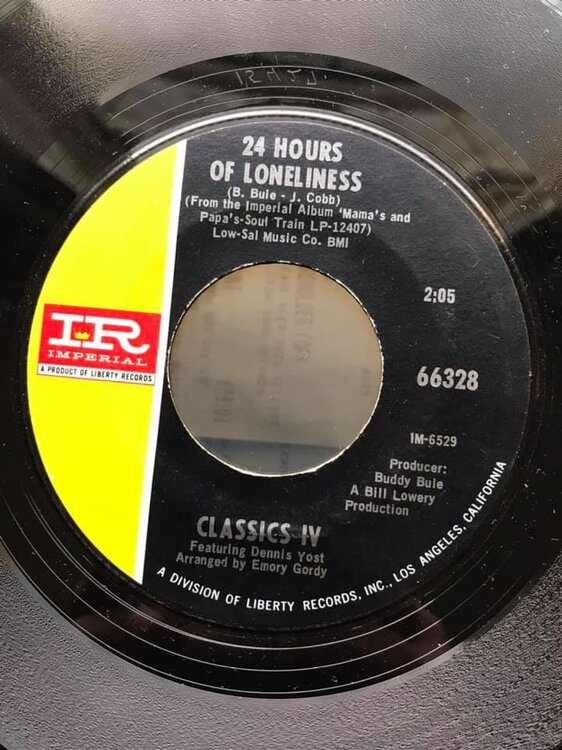 24 HOURS
OF LONELINESS
(B. Buie - J. Cobb)
(From the Imperial Album 'Mama's and
Papa's-Soul Train LP-12407)
Low-Sal Music Co. BMI
2:05
IR
IMPERIAL
A PRODUCT OF LIBERTY RECORDS
66328
IM-6529
Producer:
Buddy Buie
A Bill Lowery
Production
CLASSICS IV
Featuring Dennis Yost
Arranged by Emory Gordy
A DIVISION OF LIBERTY RECORDS, INC., LOS ANGELES, CALIFORNIA